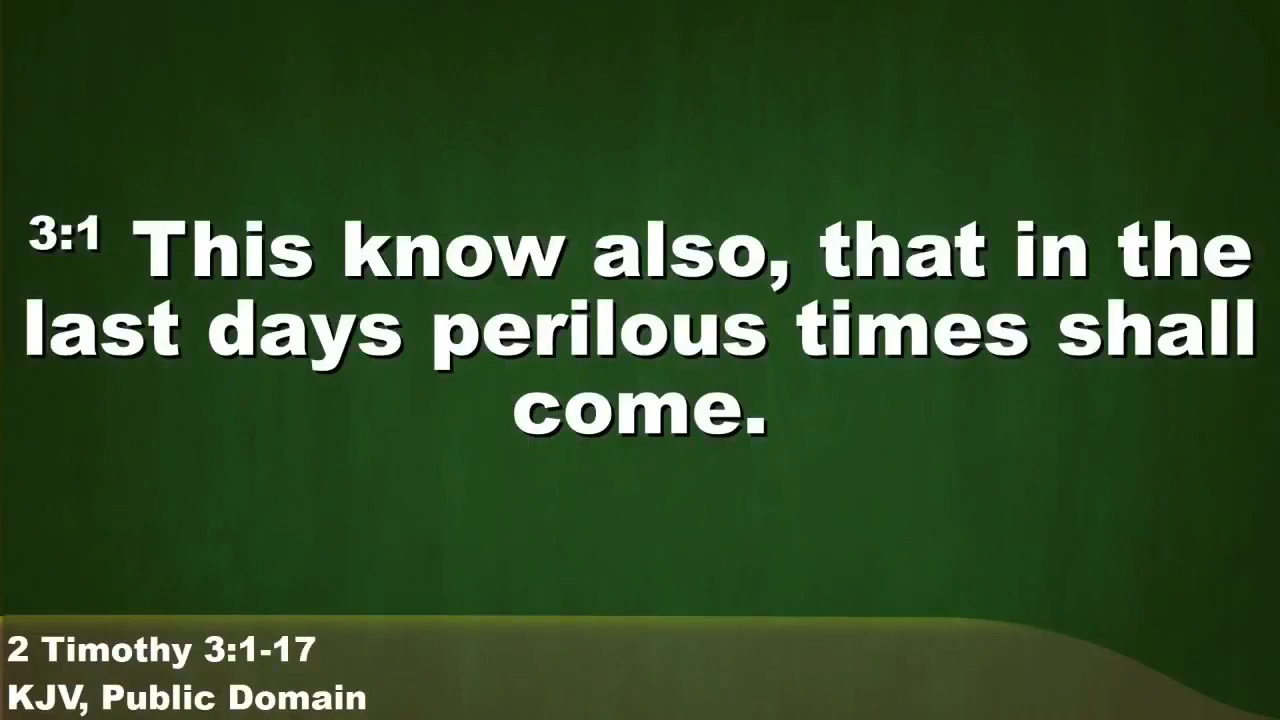 3:1 This know also, that in the
last days perilous times shall
come.
2 Timothy 3:1-17
KJV, Public Domain